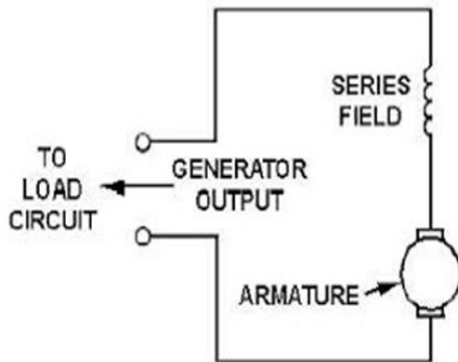 SERIES
FIELD
TO
LOAD
CIRCUIT
GENERATOR
OUTPUT
ARMATURE